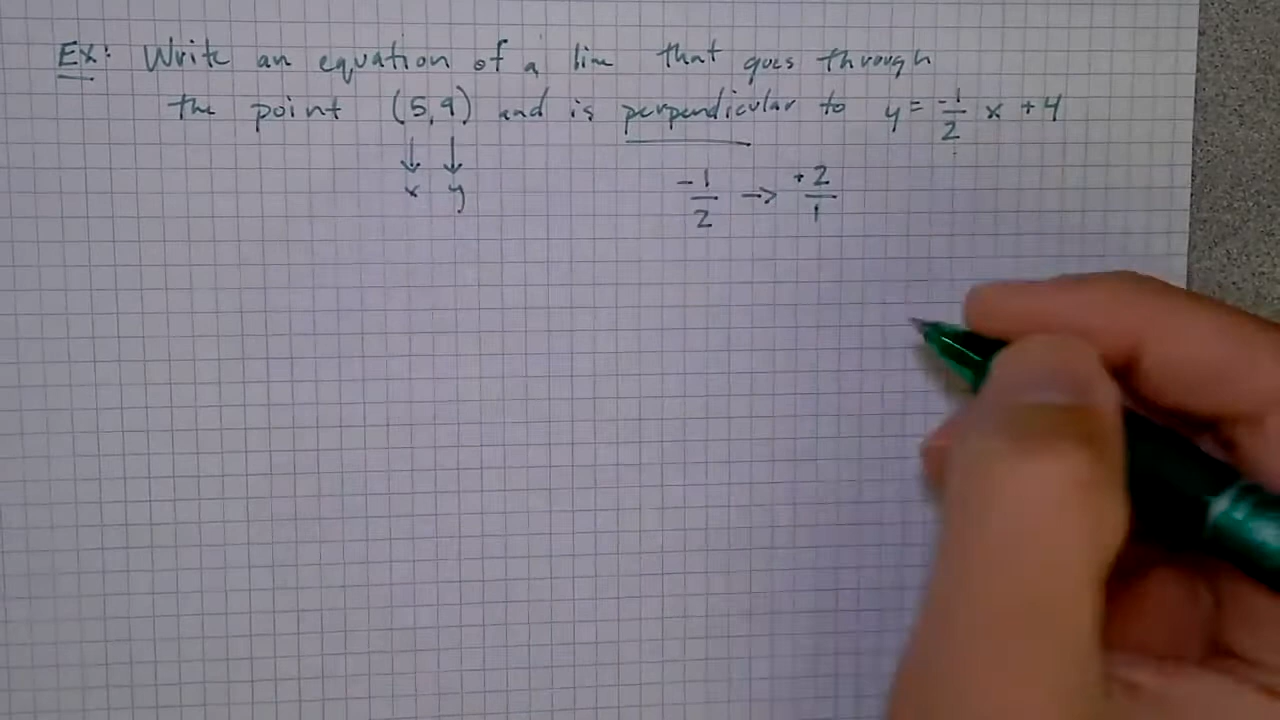 Ex: Write an equation of a line that goes through
the point (5,9) and is perpendicular to y = -1/2 x + 4
↓ ↓
x y
-1/2 → +2/1